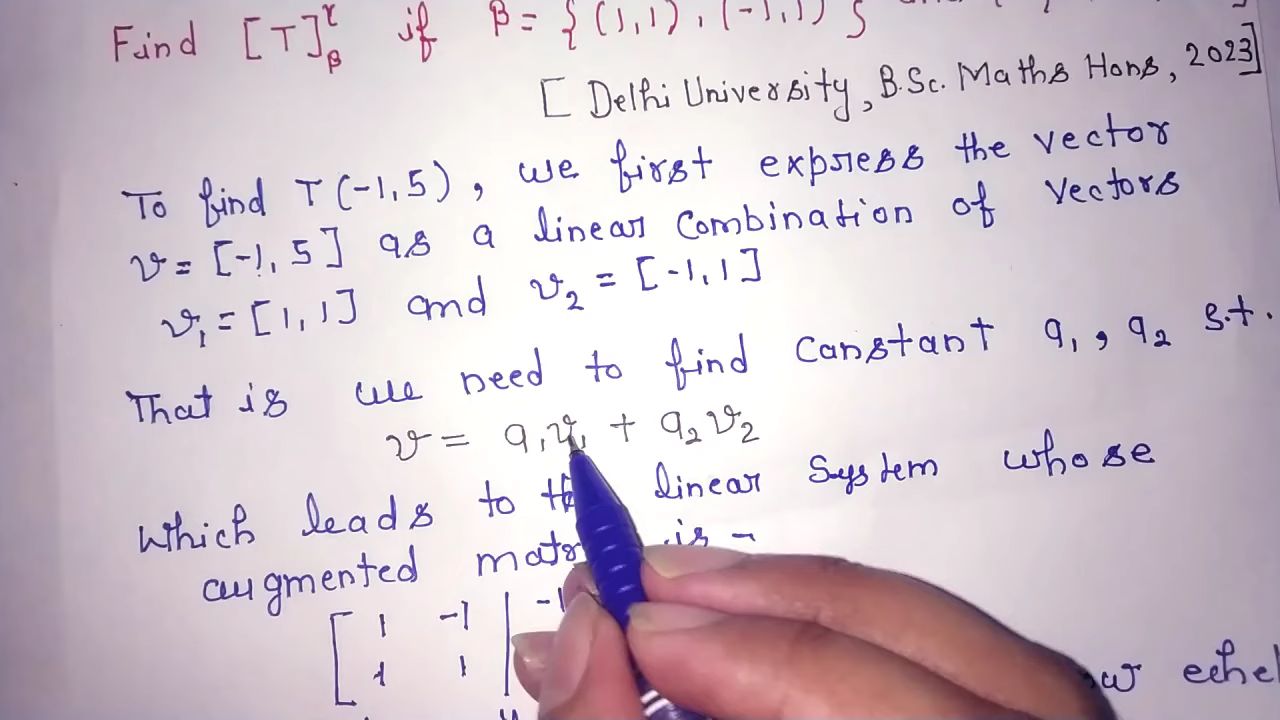 Find [T]ᵞᵦ if β = { (1,1), (-1,1) }
[ Delhi University, B.Sc. Maths Hons, 2023]
To find T(-1,5), we first express the vector
v = [-1, 5] as a linear combination of vectors
v₁ = [1, 1] and v₂ = [-1, 1]
That is we need to find constant a₁, a₂ s.t.
v = a₁v₁ + a₂v₂
which leads to the linear system whose
augmented is -
[ 1 -1 | -1
1 1 |